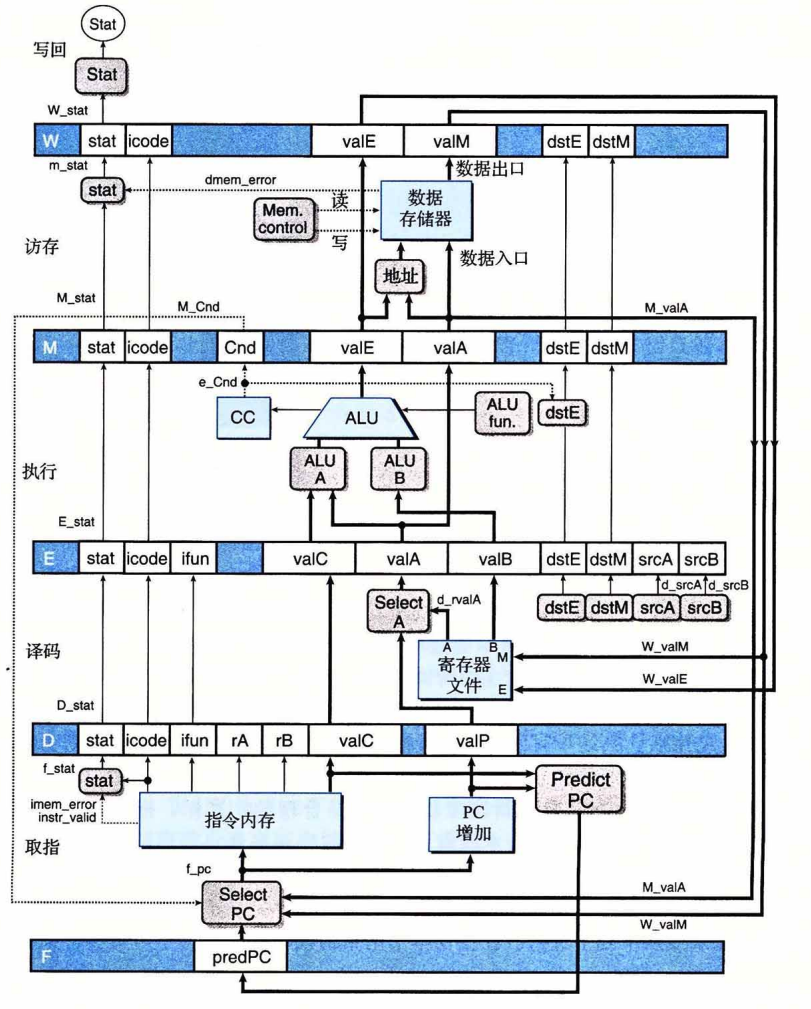 Stat
写回
Stat
W_stat
W stat icode valE valM dstE dstM
m_stat
数据出口
stat
dmem_error
读
数据
存储器
Mem.
control
写
访存
地址
数据入口
M_stat
M_Cnd
M_valA
M stat icode Cnd valE valA dstE dstM
e_Cnd
CC
ALU
ALU
fun.
dstE
ALU
A
ALU
B
执行
E_stat
E stat icode ifun valC valA valB dstE dstM srcA srcB
d_srcA d_srcB
Select
A
d_rvalA
dstE dstM srcA srcB
A B
M
寄存器
文件
E
W_valM
W_valE
译码
D_stat
D stat icode ifun rA rB valC valP
f_stat
stat
Predict
PC
imem_error
instr_valid
指令内存
PC
增加
取指
f_pc
Select
PC
M_valA
W_valM
F predPC